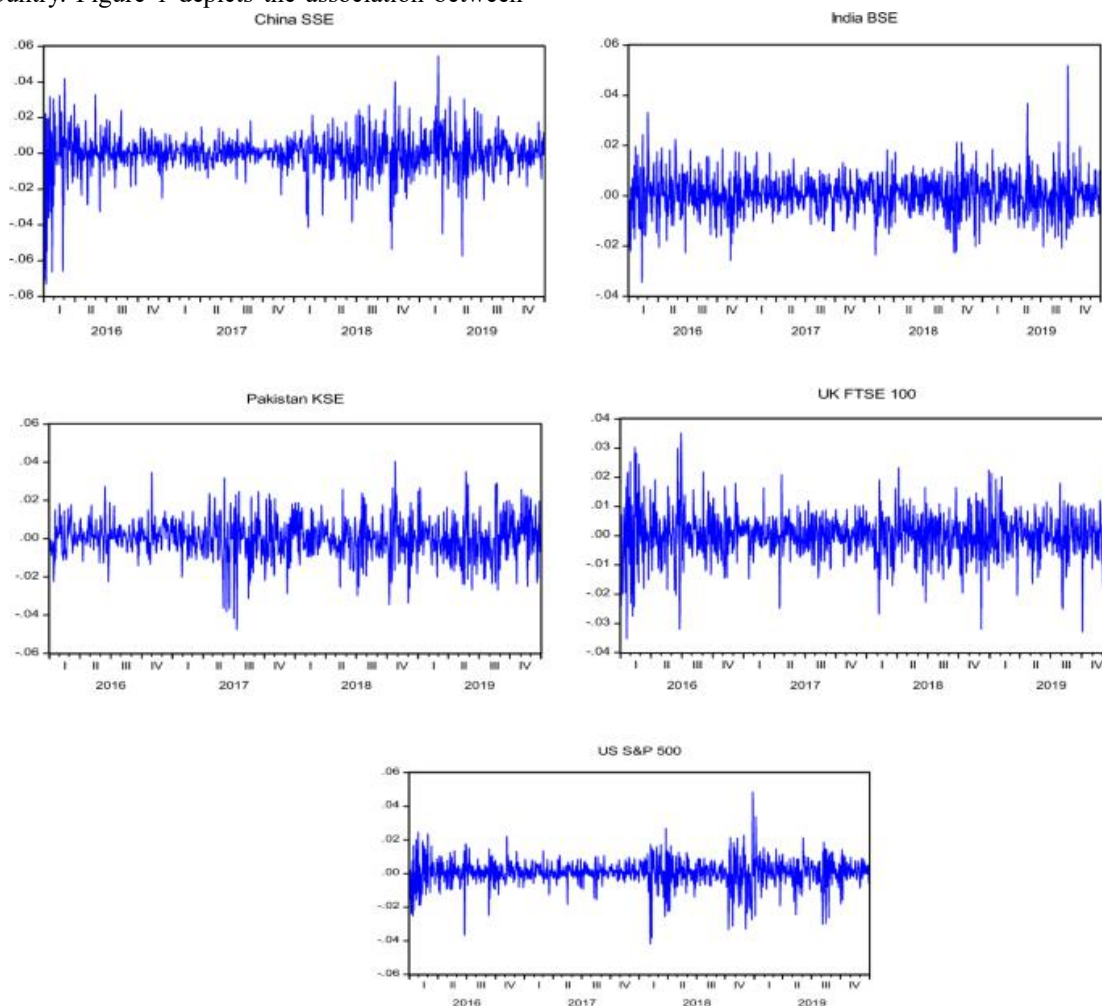 Figure 1 depicts the association between
China SSE
.06
.04
.02
.00
-.02
-.04
-.06
-.08
I II III IV I II III IV I II III IV I II III IV
2016 2017 2018 2019
India BSE
.06
.04
.02
.00
-.02
-.04
I II III IV I II III IV I II III IV I II III IV
2016 2017 2018 2019
Pakistan KSE
.06
.04
.02
.00
-.02
-.04
-.06
I II III IV I II III IV I II III IV I II III IV
2016 2017 2018 2019
UK FTSE 100
.04
.03
.02
.01
.00
-.01
-.02
-.03
-.04
I II III IV I II III IV I II III IV I II III IV
2016 2017 2018 2019
US S&P 500
.06
.04
.02
.00
-.02
-.04
-.06
I II III IV I II III IV I II III IV I II III IV
2016 2017 2018 2019